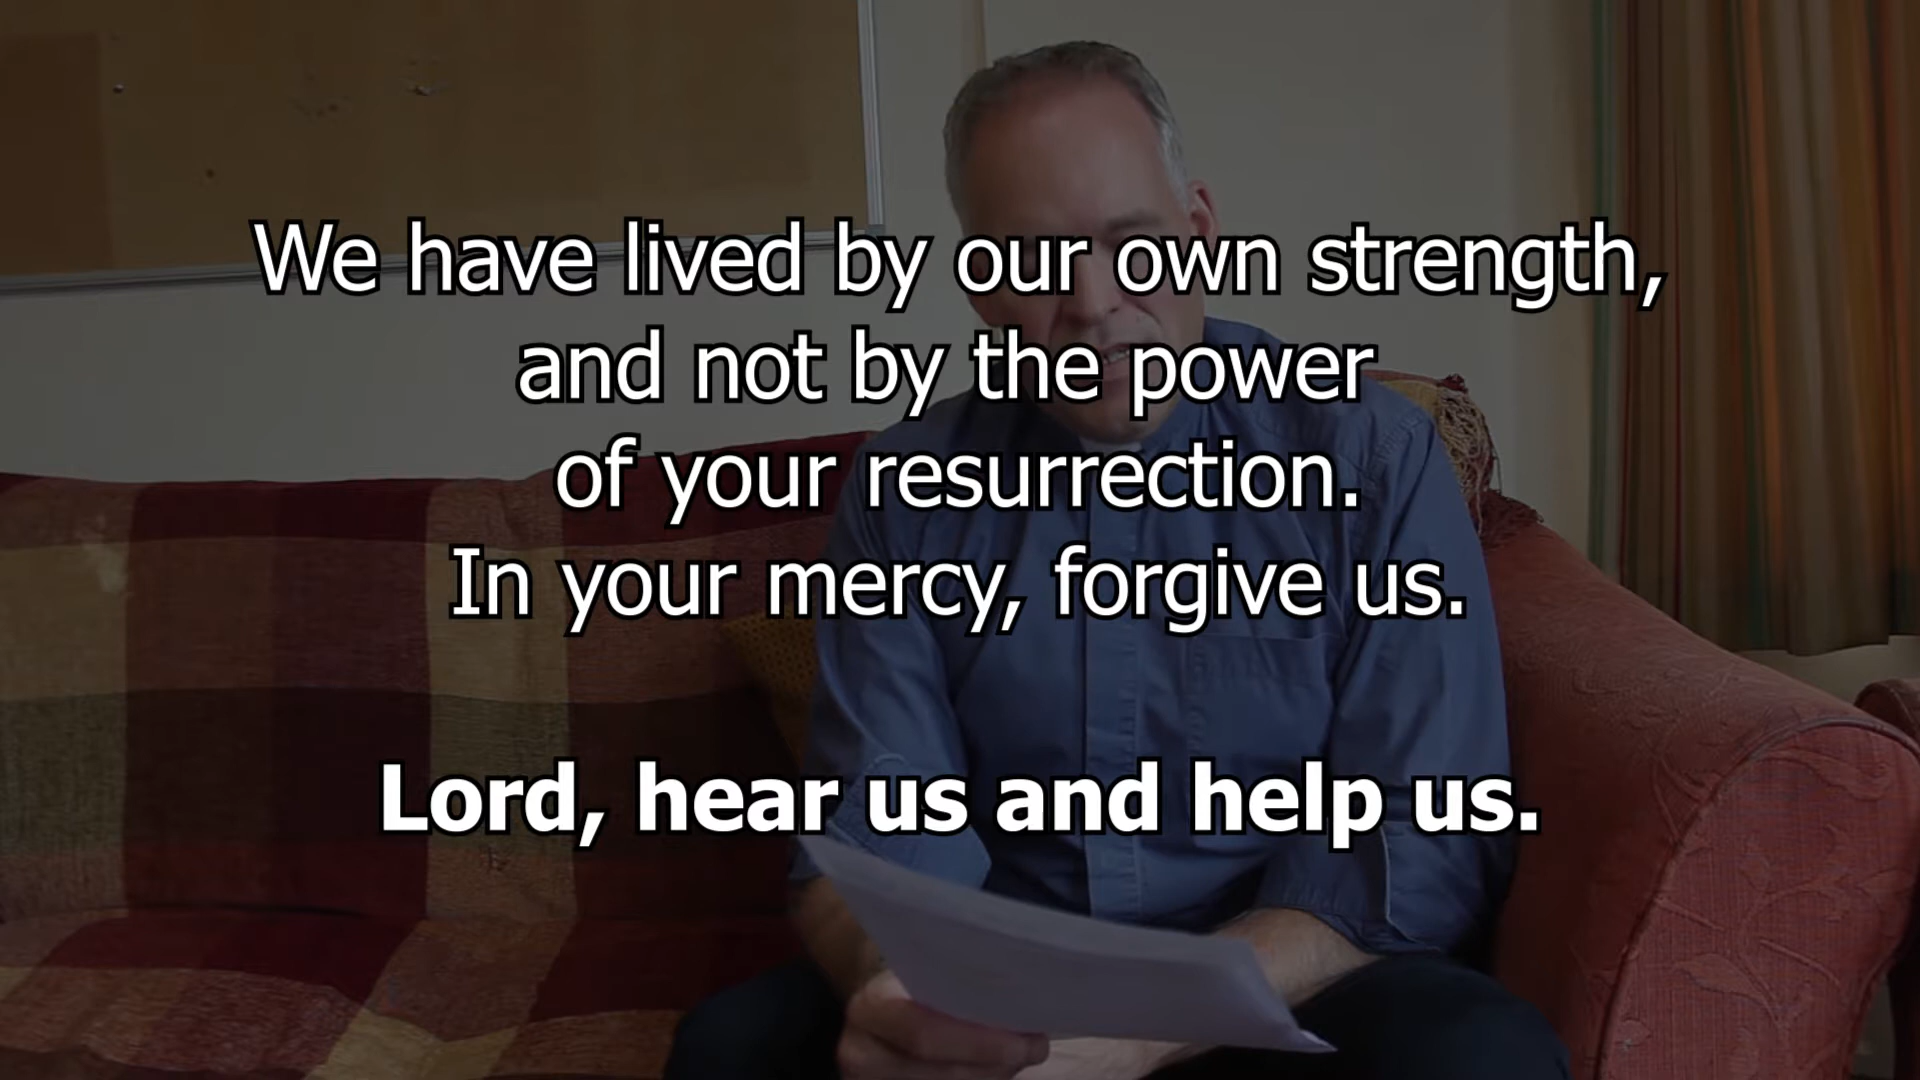 We have lived by our own strength,
and not by the power
of your resurrection.
In your mercy, forgive us.
Lord, hear us and help us.